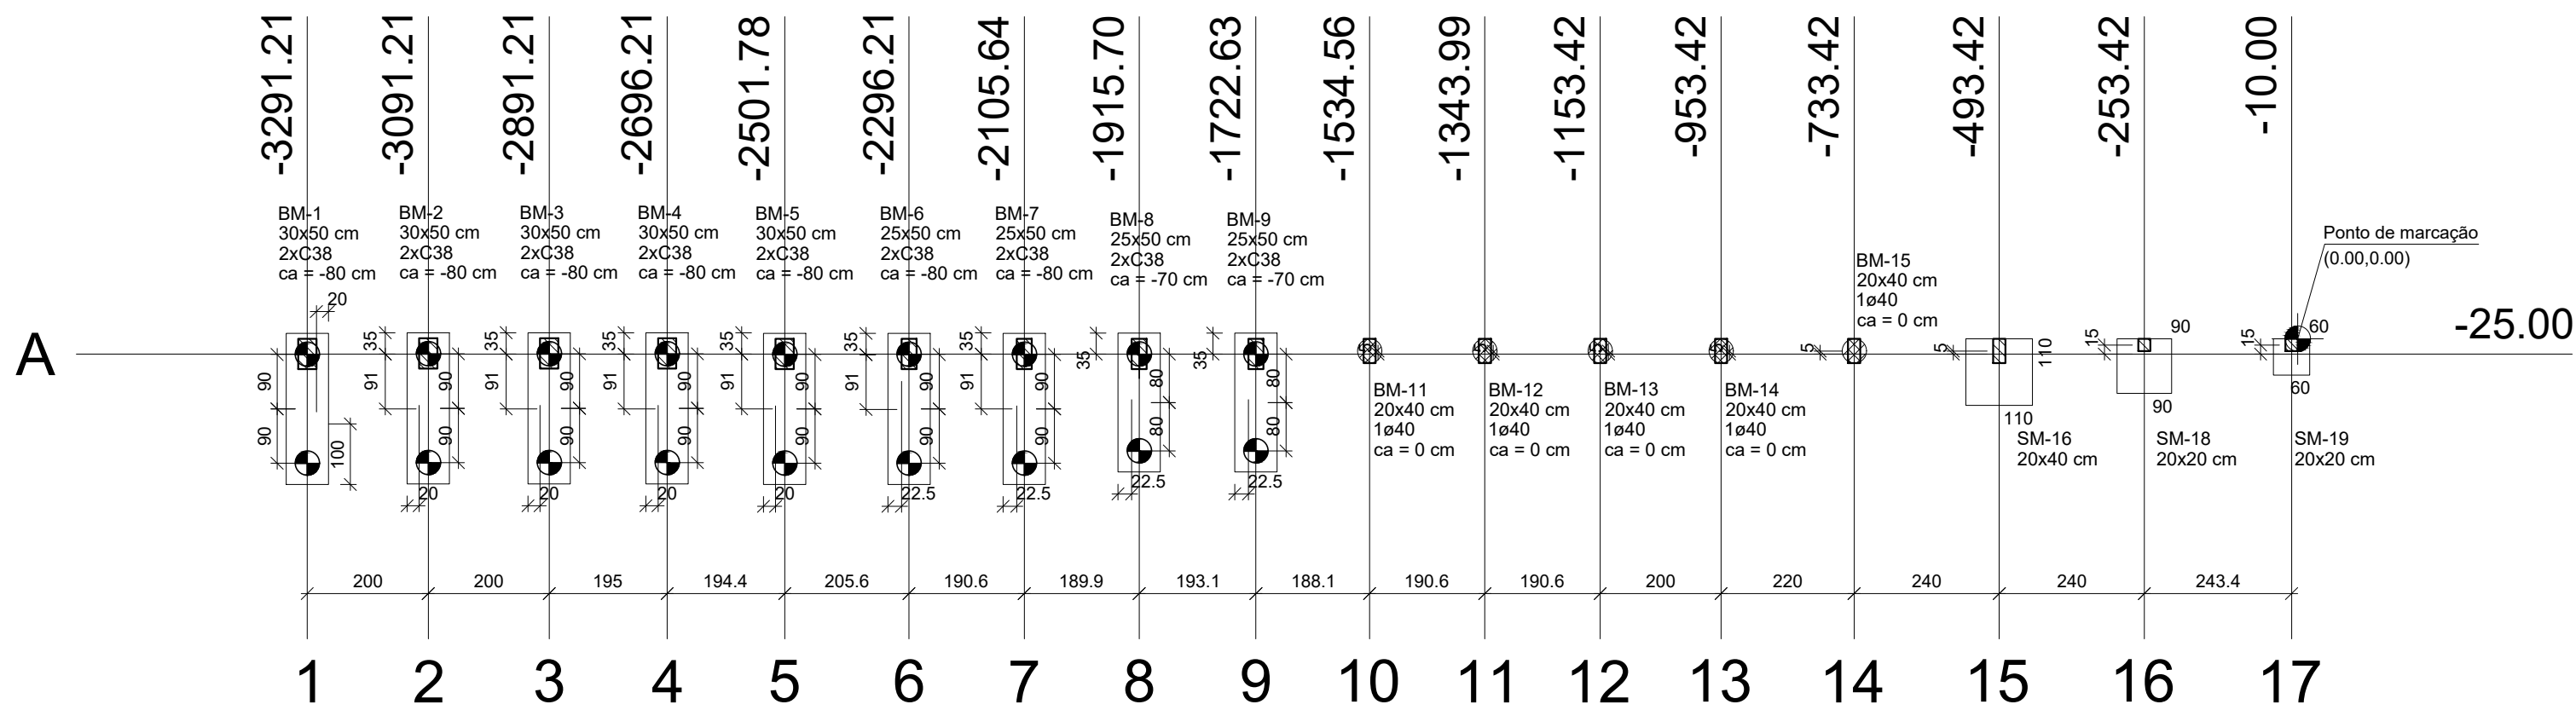 -3291.21
-3091.21
-2891.21
-2696.21
-2501.78
-2296.21
-2105.64
-1915.70
-1722.63
-1534.56
-1343.99
-1153.42
-953.42
-733.42
-493.42
-253.42
-10.00
BM-1
30x50 cm
2xC38
ca = -80 cm
BM-2
30x50 cm
2xC38
ca = -80 cm
BM-3
30x50 cm
2xC38
ca = -80 cm
BM-4
30x50 cm
2xC38
ca = -80 cm
BM-5
30x50 cm
2xC38
ca = -80 cm
BM-6
25x50 cm
2xC38
ca = -80 cm
BM-7
25x50 cm
2xC38
ca = -80 cm
BM-8
25x50 cm
2xC38
ca = -70 cm
BM-9
25x50 cm
2xC38
ca = -70 cm
BM-15
20x40 cm
1ø40
ca = 0 cm
Ponto de marcação
(0.00,0.00)
A
-25.00
20
90
90
100
35
91
90
90
20
35
91
90
90
20
35
91
90
90
20
35
91
90
90
20
35
91
90
90
22.5
35
91
90
90
22.5
35
80
80
22.5
35
80
80
22.5
5
5
110
110
15
90
90
15
60
60
BM-11
20x40 cm
1ø40
ca = 0 cm
BM-12
20x40 cm
1ø40
ca = 0 cm
BM-13
20x40 cm
1ø40
ca = 0 cm
BM-14
20x40 cm
1ø40
ca = 0 cm
SM-16
20x40 cm
SM-18
20x20 cm
SM-19
20x20 cm
200
200
195
194.4
205.6
190.6
189.9
193.1
188.1
190.6
190.6
200
220
240
240
243.4
1
2
3
4
5
6
7
8
9
10
11
12
13
14
15
16
17